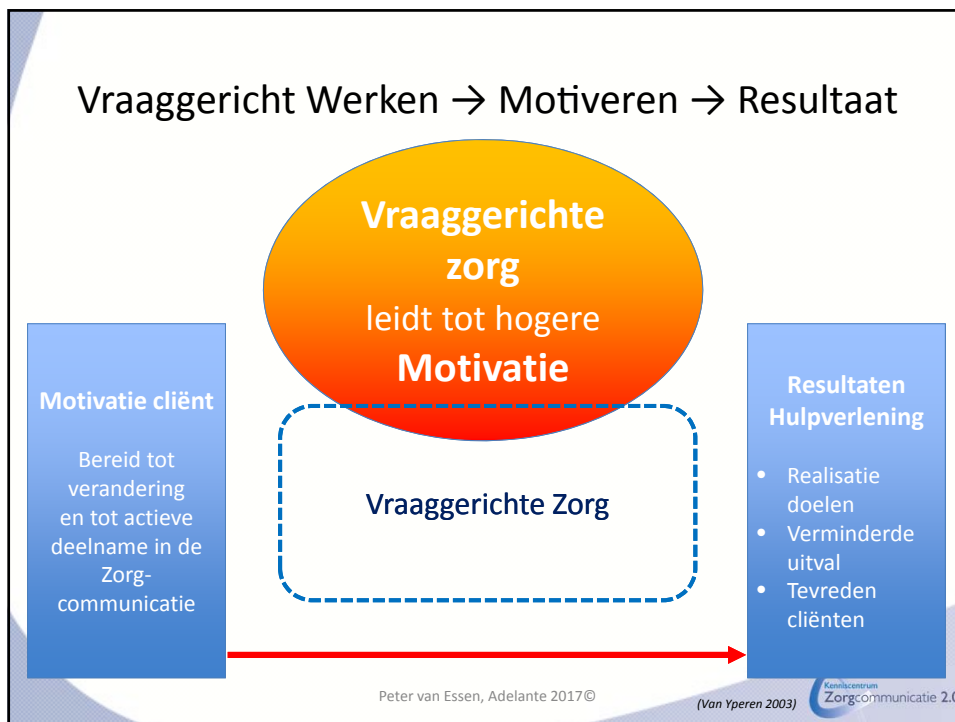 Vraaggericht Werken → Motiveren → Resultaat
Vraaggerichte
zorg
leidt tot hogere
Motivatie
Motivatie cliënt
Bereid tot
verandering
en tot actieve
deelname in de
Zorg-
communicatie
Vraaggerichte Zorg
Resultaten
Hulpverlening
• Realisatie
doelen
• Verminderde
uitval
• Tevreden
cliënten
Peter van Essen, Adelante 2017©
(Van Yperen 2003)
Kenniscentrum
Zorgcommunicatie 2.0